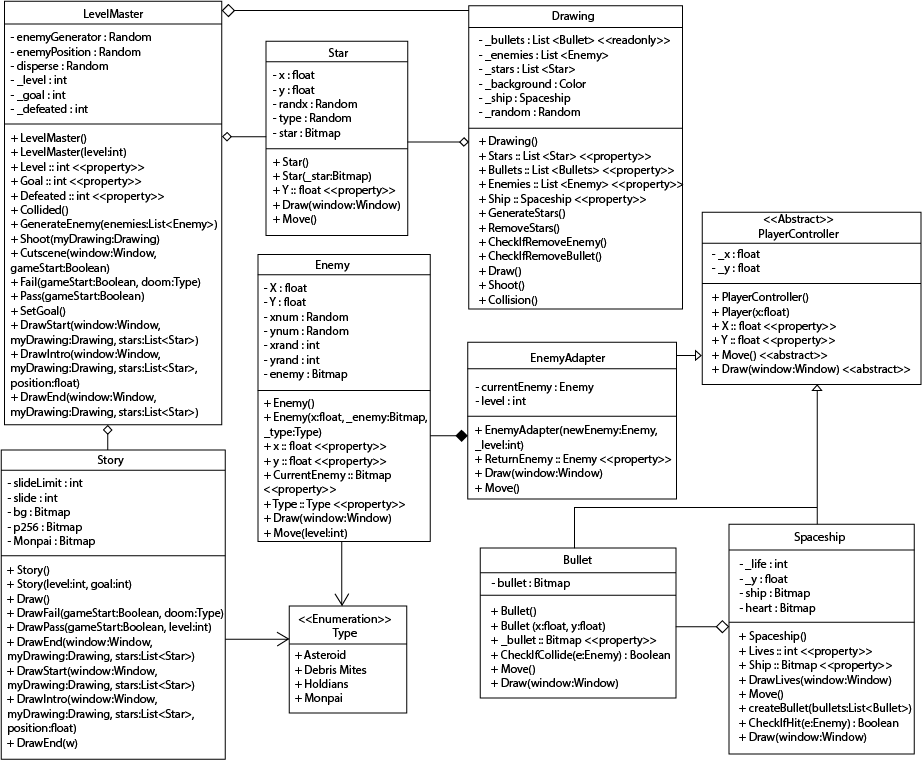 LevelMaster
- enemyGenerator : Random
- enemyPosition : Random
- disperse : Random
- _level : int
- _goal : int
- _defeated : int
+ LevelMaster()
+ LevelMaster(level:int)
+ Level :: int <<property>>
+ Goal :: int <<property>>
+ Defeated :: int <<property>>
+ Collided()
+ GenerateEnemy(enemies:List<Enemy>)
+ Shoot(myDrawing:Drawing)
+ Cutscene(window:Window,
gameStart:Boolean)
+ Fail(gameStart:Boolean, doom:Type)
+ Pass(gameStart:Boolean)
+ SetGoal()
+ DrawStart(window:Window,
myDrawing:Drawing, stars:List<Star>)
+ DrawIntro(window:Window,
myDrawing:Drawing, stars:List<Star>,
position:float)
+ DrawEnd(window:Window,
myDrawing:Drawing, stars:List<Star>)
Star
- x : float
- y : float
- randx : Random
- type : Random
- star : Bitmap
+ Star()
+ Star(_star:Bitmap)
+ Y :: float <<property>>
+ Draw(window:Window)
+ Move()
Drawing
- _bullets : List <Bullet> <<readonly>>
- _enemies : List <Enemy>
- _stars : List <Star>
- _background : Color
- _ship : Spaceship
- _random : Random
+ Drawing()
+ Stars : List <Star> <<property>>
+ Bullets :: List <Bullets> <<property>>
+ Enemies :: List <Enemy> <<property>>
+ Ship :: Spaceship <<property>>
+ GenerateStars()
+ RemoveStars()
+ CheckIfRemoveEnemy()
+ CheckIfRemoveBullet()
+ Draw()
+ Shoot()
+ Collision()
<<Abstract>>
PlayerController
- _x : float
- _y : float
+ PlayerController()
+ Player(x:float)
+ X :: float <<property>>
+ Y :: float <<property>>
+ Move() <<abstract>>
+ Draw(window:Window) <<abstract>>
Enemy
- X : float
- Y : float
- xnum : Random
- ynum : Random
- xrand : int
- yrand : int
- enemy : Bitmap
+ Enemy()
+ Enemy(x:float, _enemy:Bitmap,
_type:Type)
+ x :: float <<property>>
+ y :: float <<property>>
+ CurrentEnemy :: Bitmap
<<property>>
+ Type :: Type <<property>>
+ Draw(window:Window)
+ Move(level:int)
EnemyAdapter
- currentEnemy : Enemy
- level : int
+ EnemyAdapter(newEnemy:Enemy,
_level:int)
+ ReturnEnemy :: Enemy <<property>>
+ Draw(window:Window)
+ Move()
Story
- slideLimit : int
- slide : int
- bg : Bitmap
- p256 : Bitmap
- Monpai : Bitmap
+ Story()
+ Story(level:int, goal:int)
+ Draw()
+ DrawFail(gameStart:Boolean, doom:Type)
+ DrawPass(gameStart:Boolean, level:int)
+ DrawEnd(window:Window,
myDrawing:Drawing, stars:List<Star>)
+ DrawStart(window:Window,
myDrawing:Drawing, stars:List<Star>)
+ DrawIntro(window:Window,
myDrawing:Drawing, stars:List<Star>,
position:float)
+ DrawEnd(w)
<<Enumeration>>
Type
+ Asteroid
+ Debris Mites
+ Holdians
+ Monpai
Bullet
- bullet : Bitmap
+ Bullet()
+ Bullet (x:float, y:float)
+ _bullet :: Bitmap <<property>>
+ CheckIfCollide(e:Enemy) : Boolean
+ Move()
+ Draw(window:Window)
Spaceship
- _life : int
- _y : float
- ship : Bitmap
- heart : Bitmap
+ Spaceship()
+ Lives :: int <<property>>
+ Ship :: Bitmap <<property>>
+ DrawLives(window:Window)
+ Move()
+ createBullet(bullets:List<Bullet>)
+ CheckIfHit(e:Enemy) : Boolean
+ Draw(window:Window)